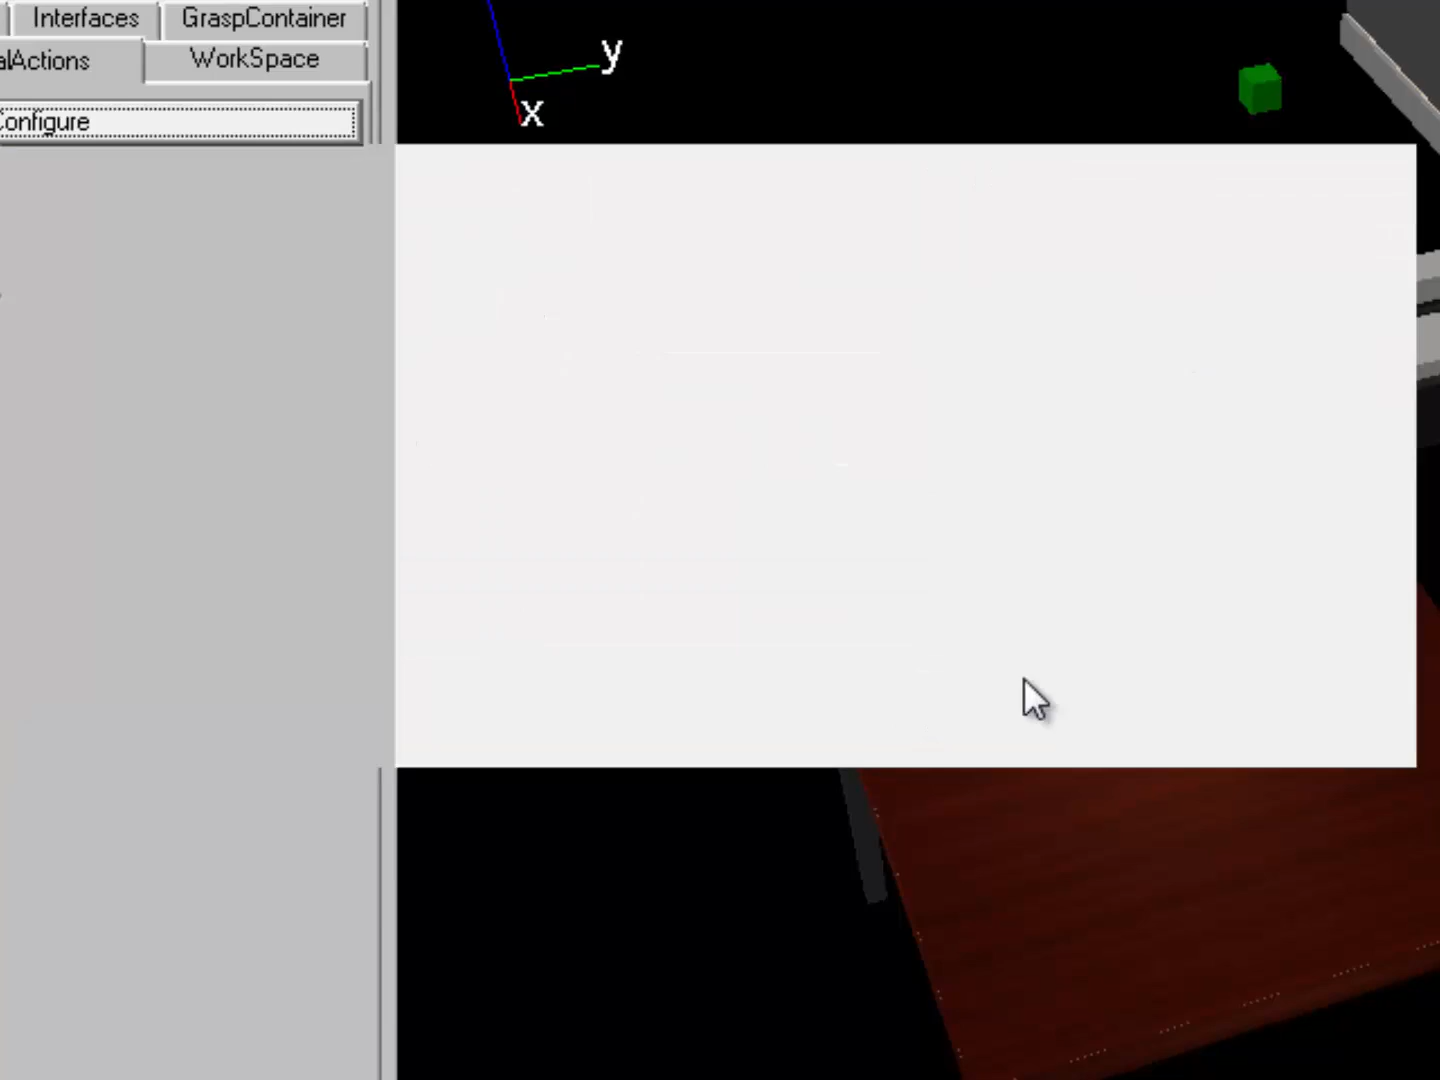 Interfaces GraspContainer
alActions WorkSpace
Configure
y
x